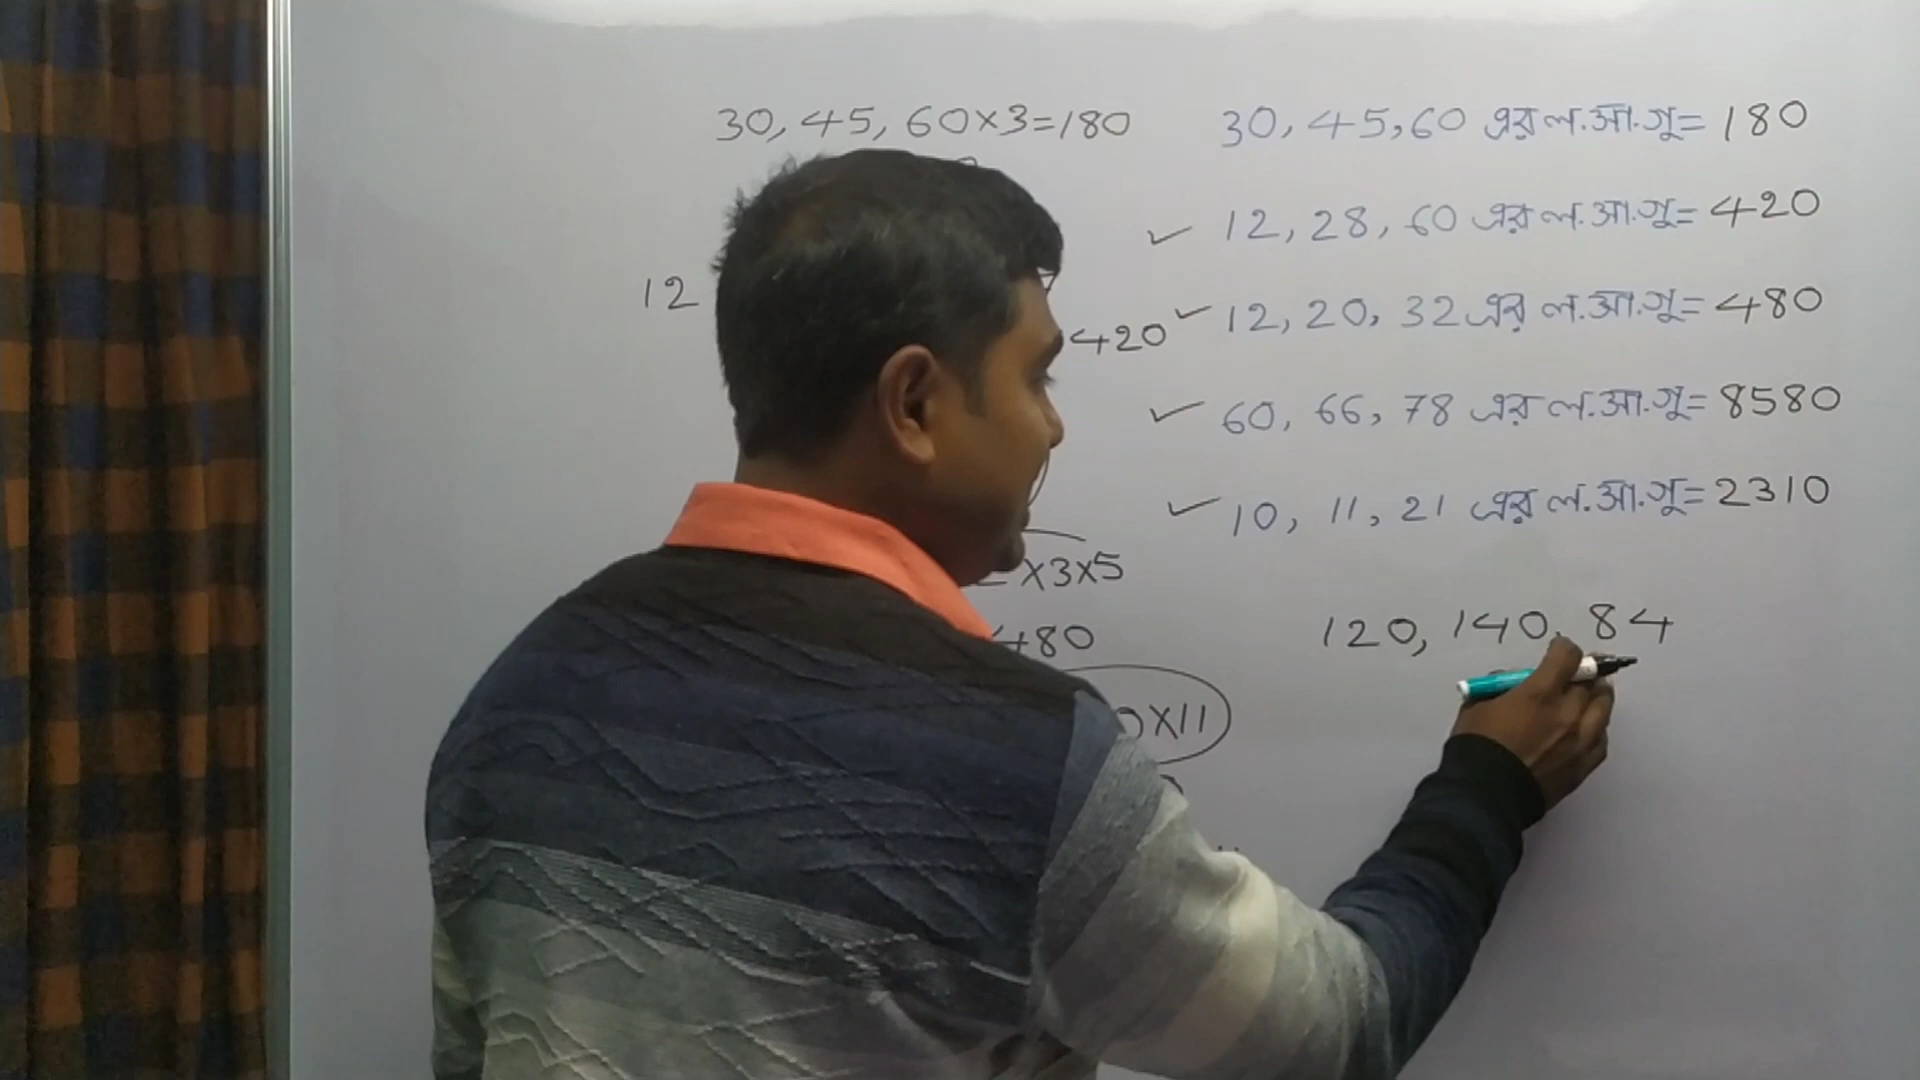 30, 45, 60×3=180
12
420
×3×5
480
×11
30, 45, 60 এর ল.সা.গু= 180
✓ 12, 28, 60 এর ল.সা.গু= 420
✓ 12, 20, 32 এর ল.সা.গু= 480
✓ 60, 66, 78 এর ল.সা.গু= 8580
✓ 10, 11, 21 এর ল.সা.গু= 2310
120, 140, 84